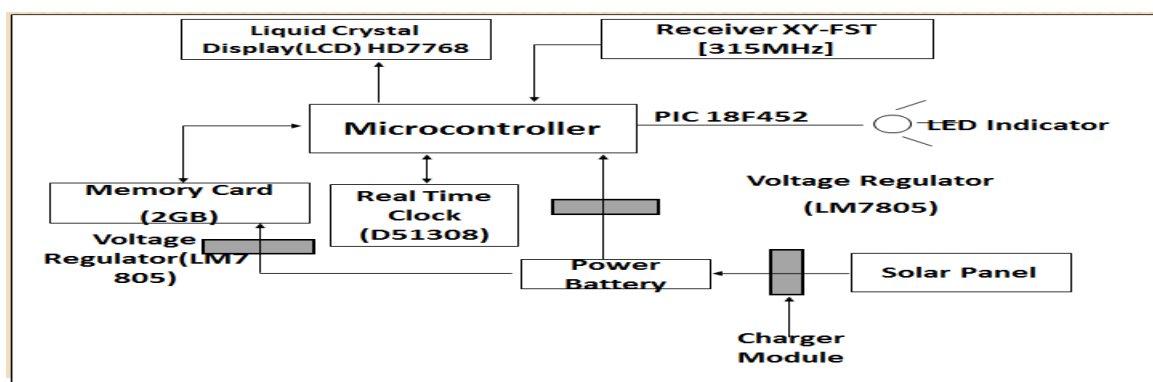 Liquid Crystal
Display(LCD) HD7768
Receiver XY-FST
[315MHz]
Microcontroller
PIC 18F452
LED Indicator
Memory Card
(2GB)
Real Time
Clock
(D51308)
Voltage Regulator
(LM7805)
Voltage
Regulator(LM7
805)
Power
Battery
Solar Panel
Charger
Module